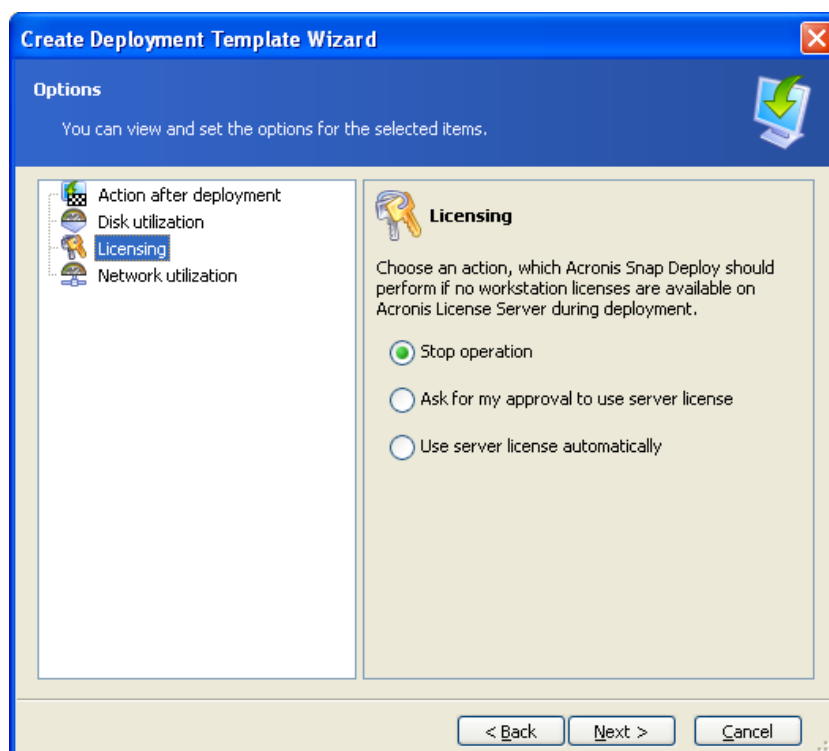 Create Deployment Template Wizard
Options
You can view and set the options for the selected items.
Action after deployment
Disk utilization
Licensing
Network utilization
Licensing
Choose an action, which Acronis Snap Deploy should
perform if no workstation licenses are available on
Acronis License Server during deployment.
Stop operation
Ask for my approval to use server license
Use server license automatically
< Back
Next >
Cancel